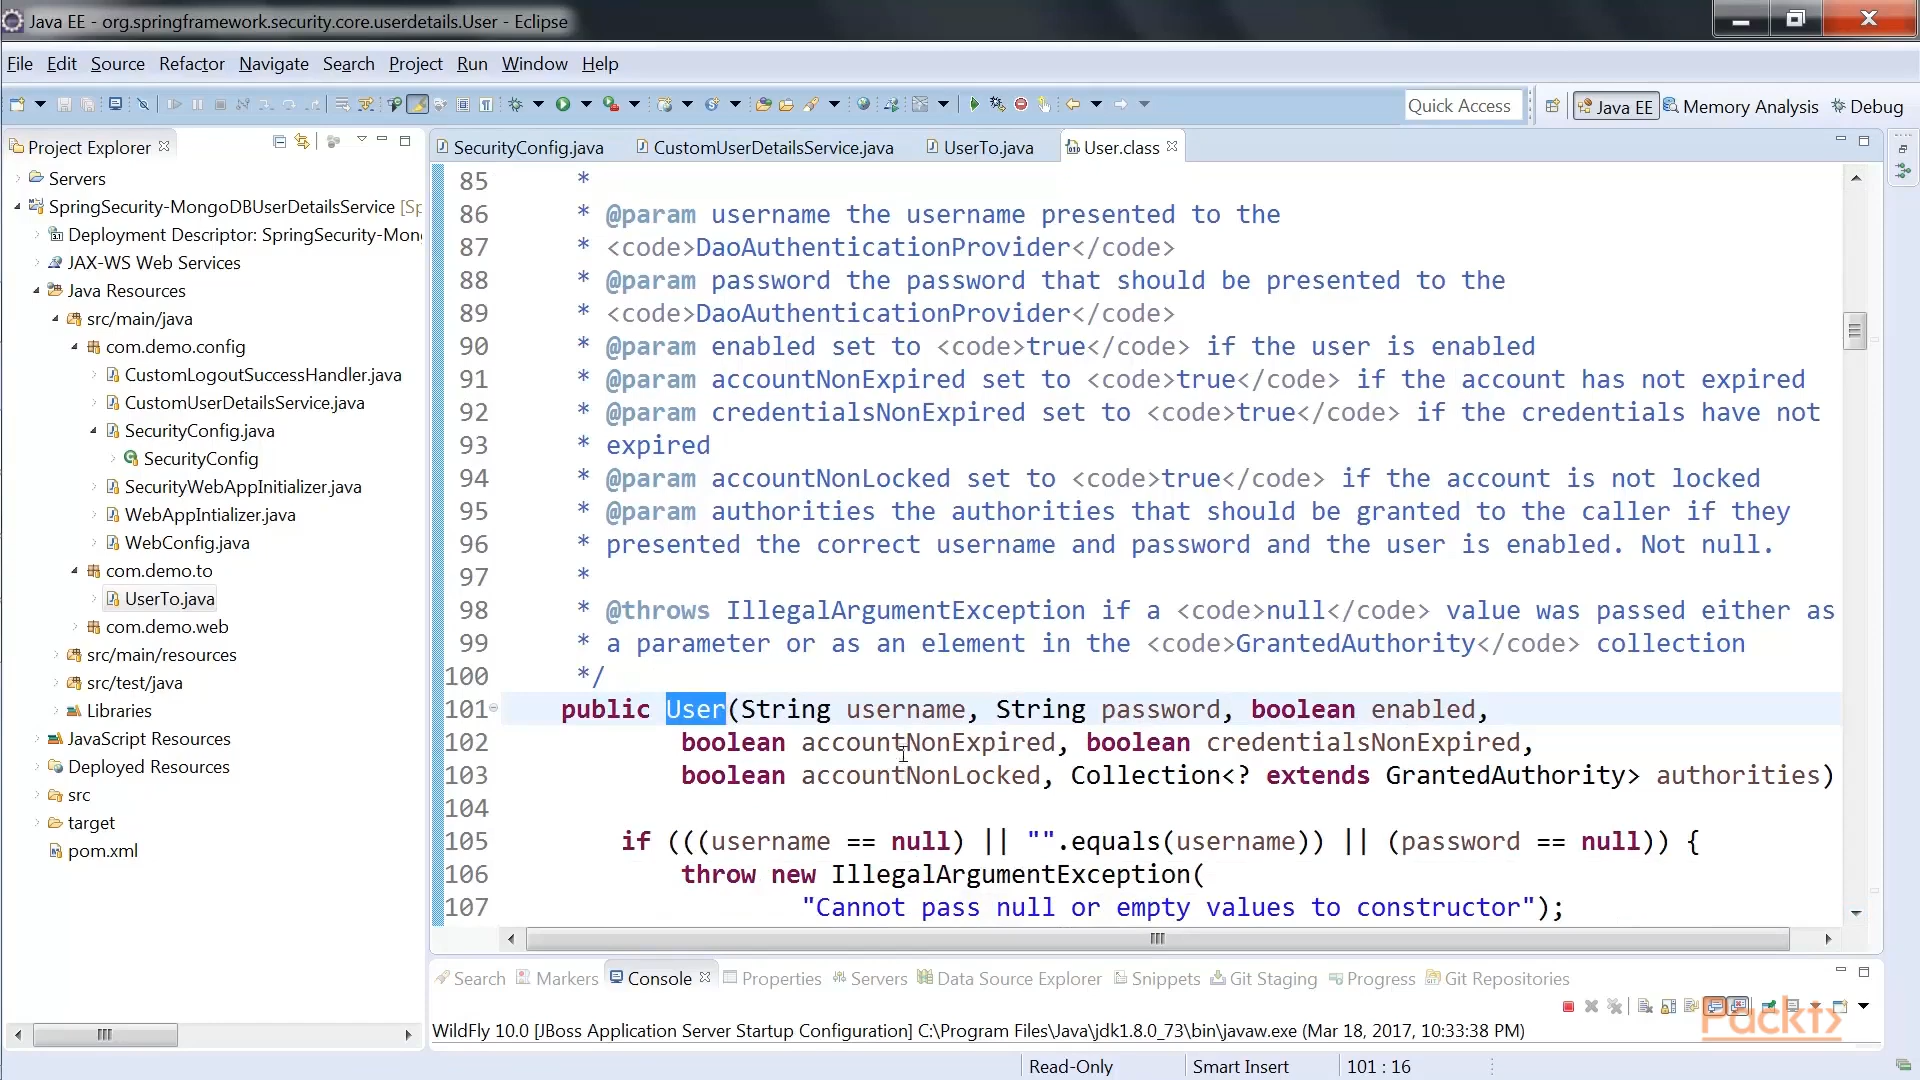 Java EE - org.springframework.security.core.userdetails.User - Eclipse
File Edit Source Refactor Navigate Search Project Run Window Help
Quick Access
Java EE
Memory Analysis
Debug
Project Explorer
Servers
SpringSecurity-MongoDBUserDetailsService [Sp
Deployment Descriptor: SpringSecurity-Mon
JAX-WS Web Services
Java Resources
src/main/java
com.demo.config
CustomLogoutSuccessHandler.java
CustomUserDetailsService.java
SecurityConfig.java
SecurityConfig
SecurityWebAppInitializer.java
WebAppIntializer.java
WebConfig.java
com.demo.to
UserTo.java
com.demo.web
src/main/resources
src/test/java
Libraries
JavaScript Resources
Deployed Resources
src
target
pom.xml
SecurityConfig.java CustomUserDetailsService.java UserTo.java User.class
85 *
86 * @param username the username presented to the
87 * <code>DaoAuthenticationProvider</code>
88 * @param password the password that should be presented to the
89 * <code>DaoAuthenticationProvider</code>
90 * @param enabled set to <code>true</code> if the user is enabled
91 * @param accountNonExpired set to <code>true</code> if the account has not expired
92 * @param credentialsNonExpired set to <code>true</code> if the credentials have not
93 * expired
94 * @param accountNonLocked set to <code>true</code> if the account is not locked
95 * @param authorities the authorities that should be granted to the caller if they
96 * presented the correct username and password and the user is enabled. Not null.
97 *
98 * @throws IllegalArgumentException if a <code>null</code> value was passed either as
99 * a parameter or as an element in the <code>GrantedAuthority</code> collection
100 */
101 public User(String username, String password, boolean enabled,
102 boolean accountNonExpired, boolean credentialsNonExpired,
103 boolean accountNonLocked, Collection<? extends GrantedAuthority> authorities)
104
105 if (((username == null) || "".equals(username)) || (password == null)) {
106 throw new IllegalArgumentException(
107 "Cannot pass null or empty values to constructor");
Search Markers Console Properties Servers Data Source Explorer Snippets Git Staging Progress Git Repositories
WildFly 10.0 [JBoss Application Server Startup Configuration] C:\Program Files\Java\jdk1.8.0_73\bin\javaw.exe (Mar 18, 2017, 10:33:38 PM)
Packt>
Read-Only Smart Insert 101 : 16